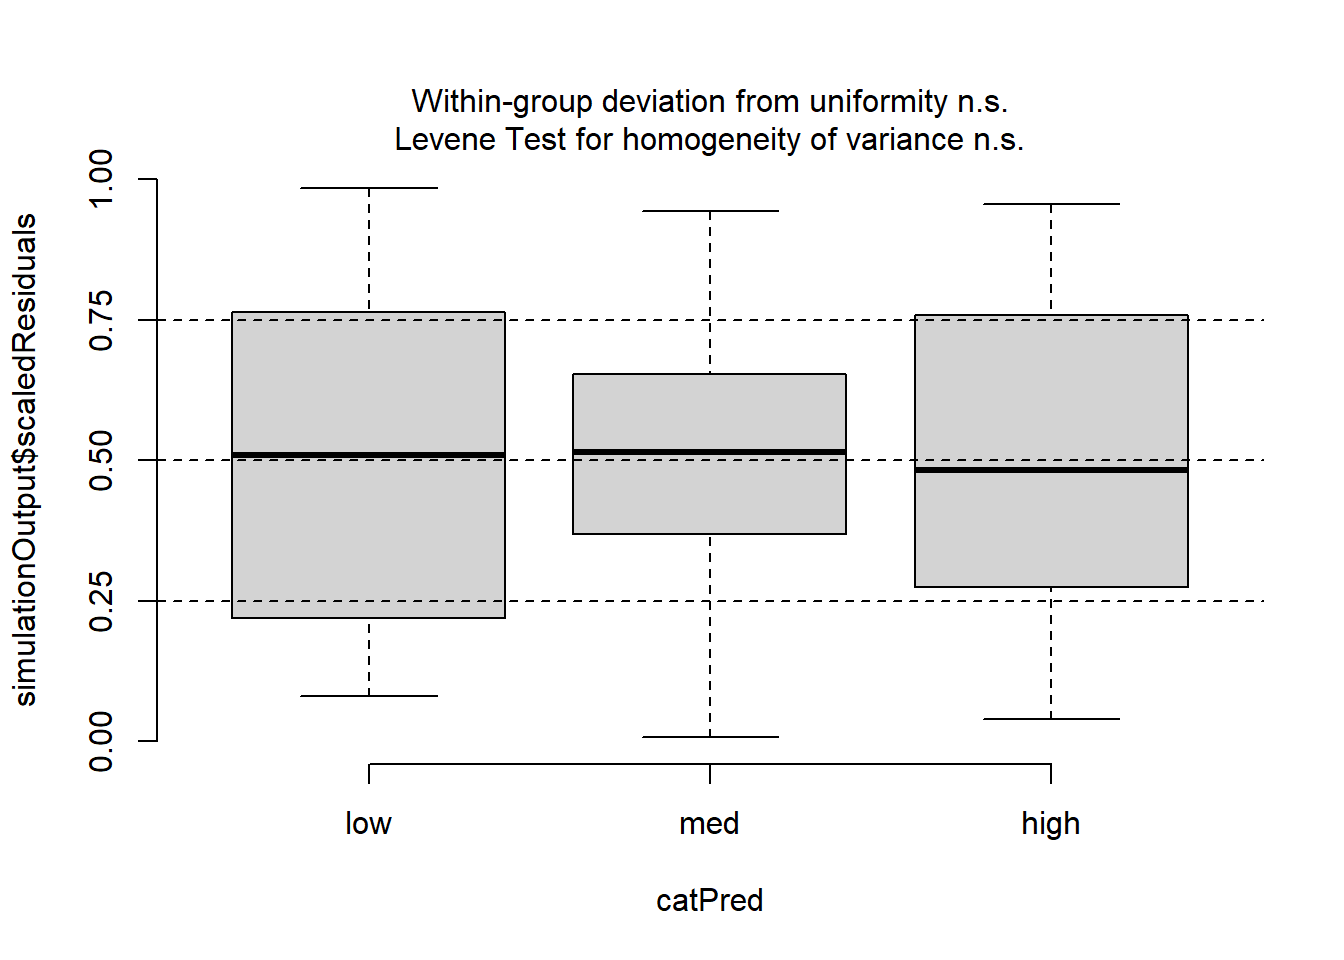 Within-group deviation from uniformity n.s.
Levene Test for homogeneity of variance n.s.
simulationOutput$scaledResiduals
1.00
0.75
0.50
0.25
0.00
low med high
catPred